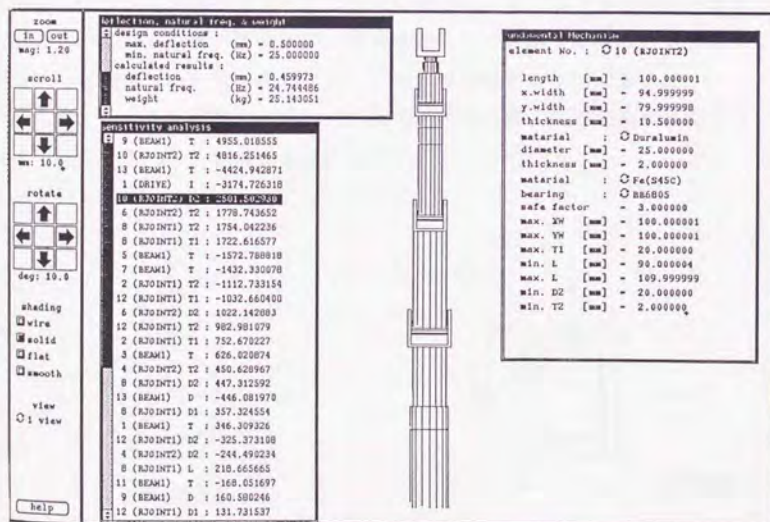 zoom
in out
mag: 1.20
scroll
mm: 10.0
rotate
deg: 10.0
shading
wire
solid
flat
smooth
view
1 view
help
deflection, natural freq. & weight
design conditions :
max. deflection (mm) = 0.500000
min. natural freq. (Hz) = 25.000000
calculated results :
deflection (mm) = 0.459973
natural freq. (Hz) = 24.744486
weight (kg) = 25.143051
sensitivity analysis
9 (BEAM1) T : 4955.018555
10 (RJOINT2) T2 : 4816.251465
13 (BEAM1) T : -4424.942871
1 (DRIVE) I : -3174.726318
10 (RJOINT2) D2 : 2501.502930
6 (RJOINT2) T2 : 1778.743652
8 (RJOINT1) T2 : 1754.042236
8 (RJOINT1) T1 : 1722.616577
5 (BEAM1) T : -1572.788818
7 (BEAM1) T : -1432.330078
2 (RJOINT1) T2 : -1112.733154
12 (RJOINT1) T1 : -1032.660400
6 (RJOINT2) D2 : 1022.142883
12 (RJOINT1) T2 : 982.981079
2 (RJOINT1) T1 : 752.670227
3 (BEAM1) T : 626.020874
4 (RJOINT2) T2 : 450.628967
8 (RJOINT1) D2 : 447.312592
13 (BEAM1) D : -446.081970
8 (RJOINT1) D1 : 357.324554
1 (BEAM1) T : 346.309326
12 (RJOINT1) D2 : -325.373108
4 (RJOINT2) D2 : -244.490234
8 (RJOINT1) L : 218.665665
11 (BEAM1) T : -168.051697
9 (BEAM1) D : 160.580246
12 (RJOINT1) D1 : 131.731537
Fundamental Mechanism
element No. : 10 (RJOINT2)
length [mm] = 100.000001
x.width [mm] = 94.999999
y.width [mm] = 79.999998
thickness [mm] = 10.500000
matarial : Duralumin
diameter [mm] = 25.000000
thickness [mm] = 2.000000
material : Fe(S45C)
bearing : BB6805
safe factor = 3.000000
max. XW [mm] = 100.000001
max. YW [mm] = 100.000001
max. T1 [mm] = 20.000000
min. L [mm] = 90.000004
max. L [mm] = 109.999999
min. D2 [mm] = 20.000000
min. T2 [mm] = 2.000000